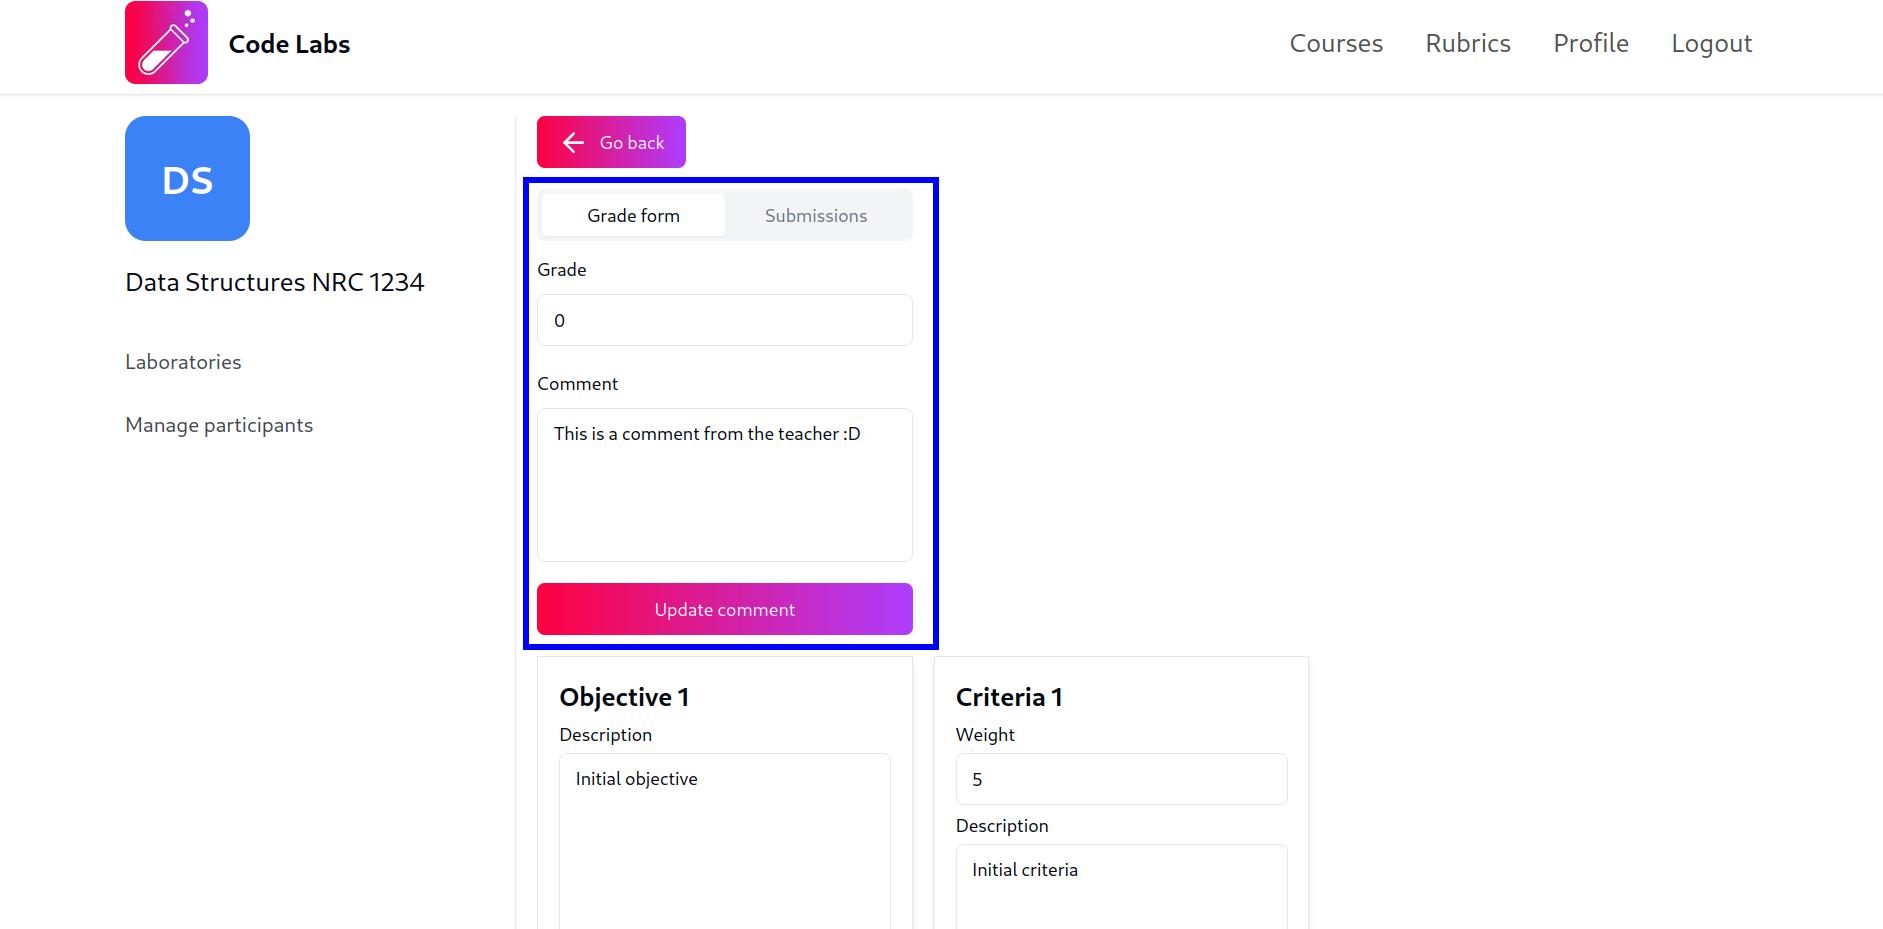 Code Labs
Courses Rubrics Profile Logout
DS
Data Structures NRC 1234
Laboratories
Manage participants
Go back
Grade form Submissions
Grade
0
Comment
This is a comment from the teacher :D
Update comment
Objective 1
Description
Initial objective
Criteria 1
Weight
5
Description
Initial criteria